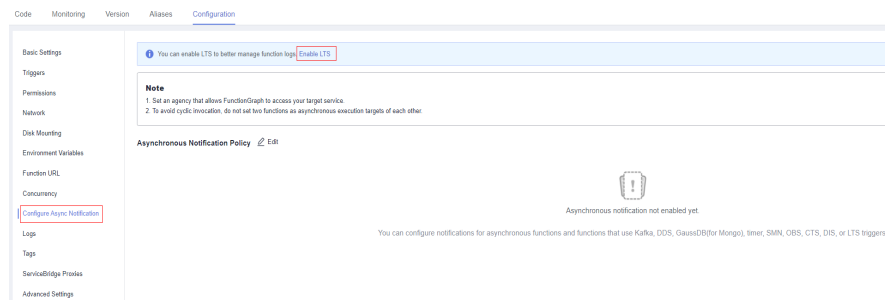 Code Monitoring Version Aliases Configuration
Basic Settings
Triggers
Permissions
Network
Disk Mounting
Environment Variables
Function URL
Concurrency
Configure Async Notification
Logs
Tags
ServiceBridge Proxies
Advanced Settings
You can enable LTS to better manage function logs. Enable LTS
Note
1. Set an agency that allows FunctionGraph to access your target service.
2. To avoid cyclic invocation, do not set two functions as asynchronous execution targets of each other.
Asynchronous Notification Policy Edit
Asynchronous notification not enabled yet.
You can configure notifications for asynchronous functions and functions that use Kafka, DDS, GaussDB(for Mongo), timer, SMN, OBS, CTS, DIS, or LTS triggers